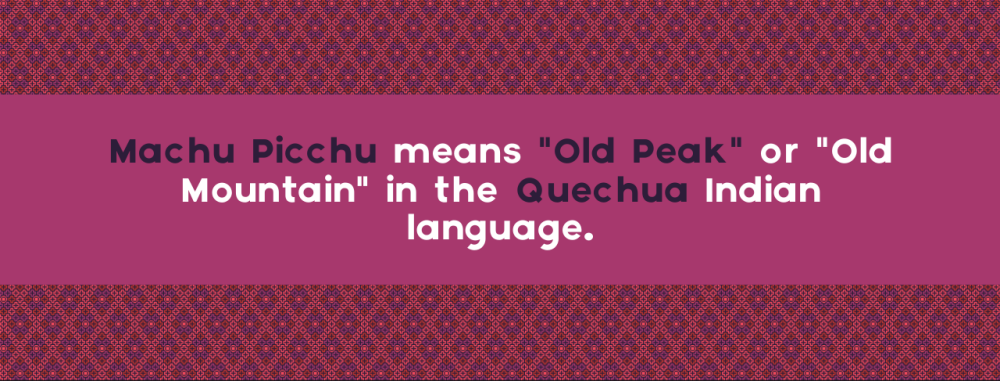 Machu Picchu means "Old Peak" or "Old
Mountain" in the Quechua Indian
language.